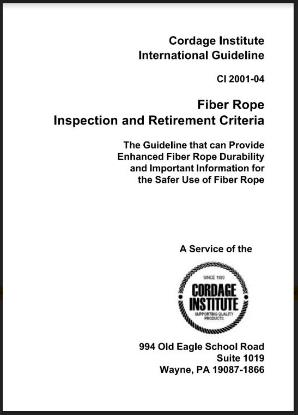 Cordage Institute
International Guideline
CI 2001-04
Fiber Rope
Inspection and Retirement Criteria
The Guideline that can Provide
Enhanced Fiber Rope Durability
and Important Information for
the Safer Use of Fiber Rope
A Service of the
SINCE 1920
CORDAGE
INSTITUTE
SUPPORTING QUALITY
PRODUCTS
994 Old Eagle School Road
Suite 1019
Wayne, PA 19087-1866